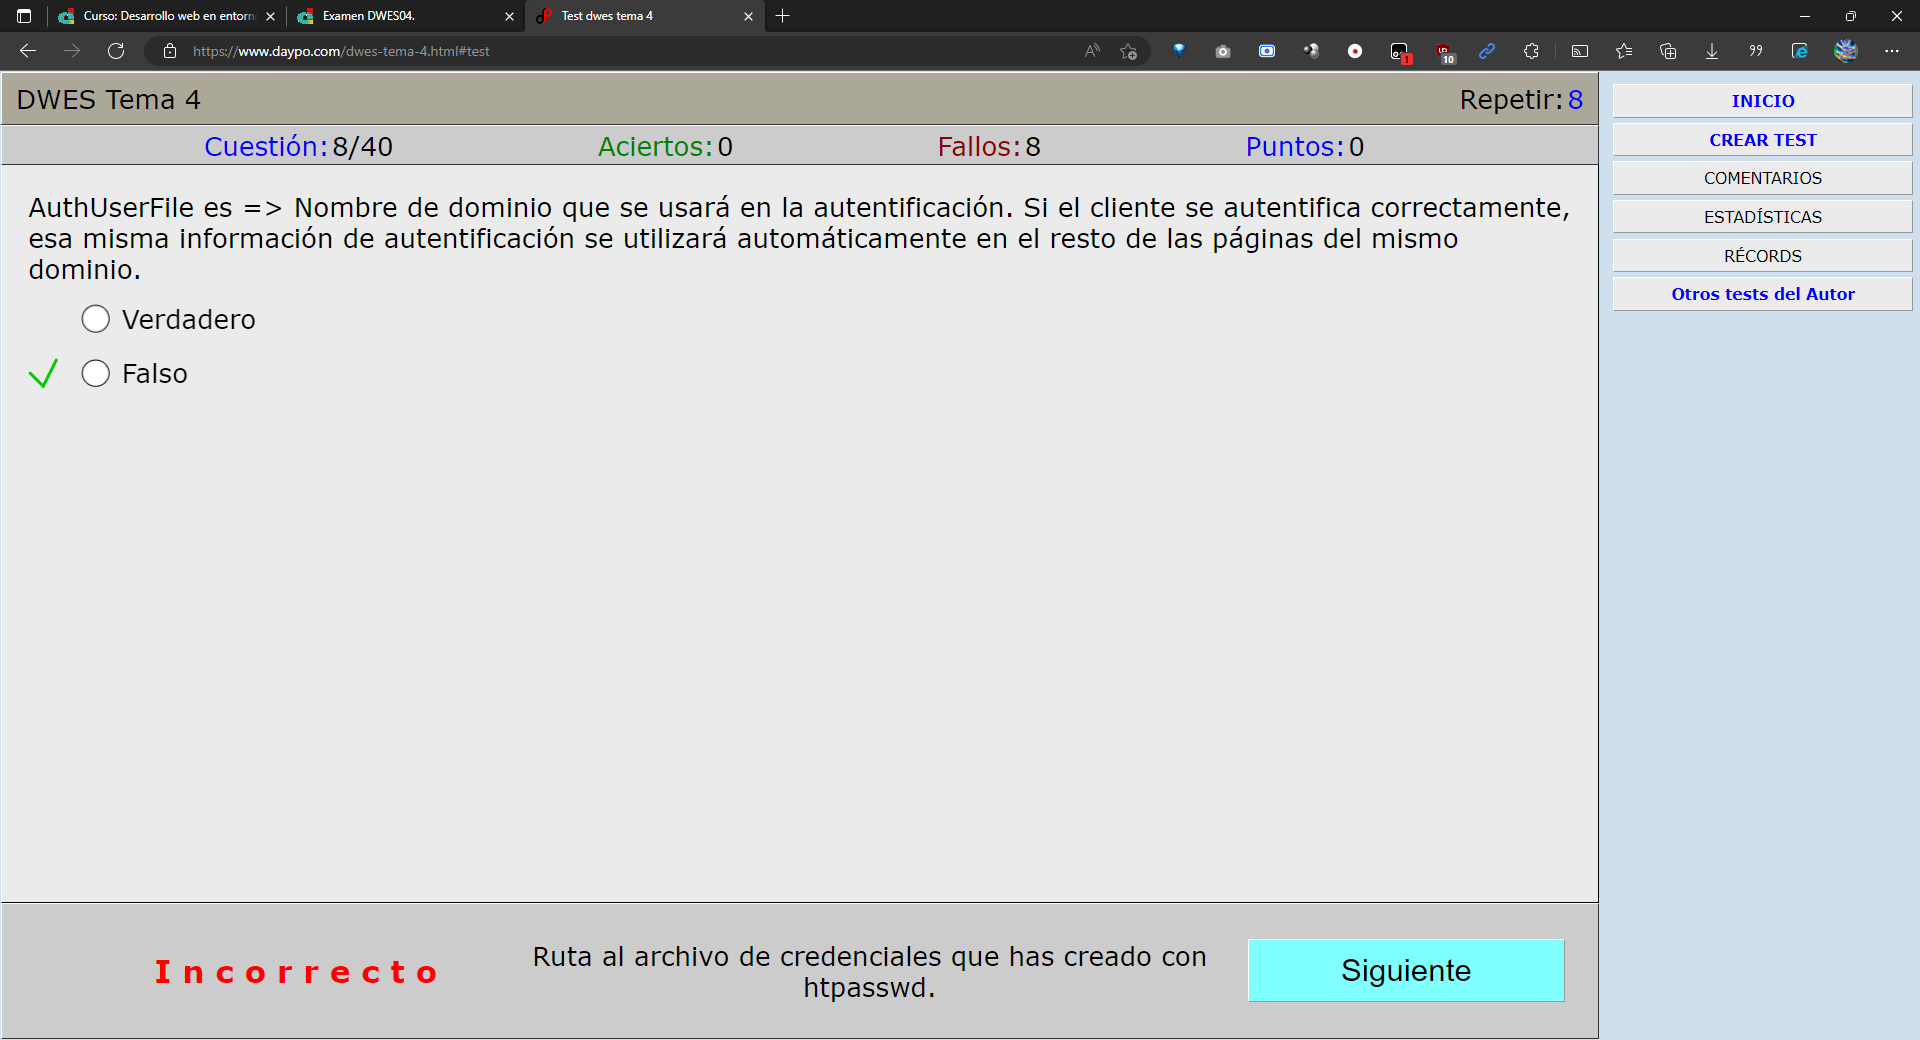 Curso: Desarrollo web en entorn
Examen DWES04.
Test dwes tema 4
https://www.daypo.com/dwes-tema-4.html#test
1
10
DWES Tema 4
Repetir: 8
Cuestión: 8/40
Aciertos: 0
Fallos: 8
Puntos: 0
AuthUserFile es => Nombre de dominio que se usará en la autentificación. Si el cliente se autentifica correctamente,
esa misma información de autentificación se utilizará automáticamente en el resto de las páginas del mismo
dominio.
Verdadero
Falso
Incorrecto
Ruta al archivo de credenciales que has creado con
htpasswd.
Siguiente
INICIO
CREAR TEST
COMENTARIOS
ESTADÍSTICAS
RÉCORDS
Otros tests del Autor